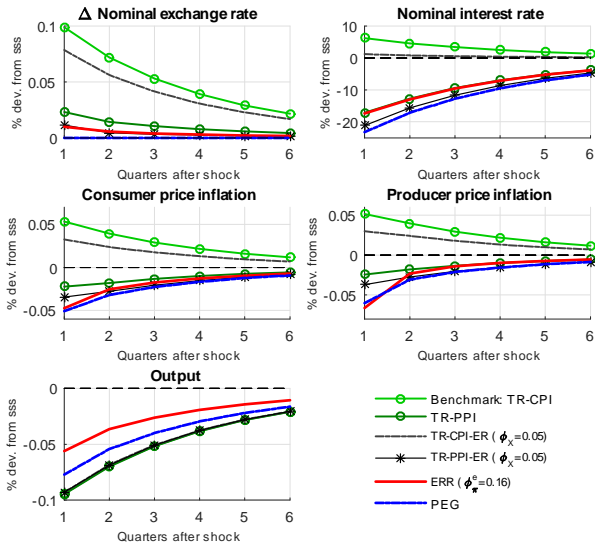 Δ Nominal exchange rate
% dev. from sss
0.1
0.05
0
1 2 3 4 5 6
Quarters after shock
Nominal interest rate
% dev. from sss
10
0
-10
-20
1 2 3 4 5 6
Quarters after shock
Consumer price inflation
% dev. from sss
0.05
0
-0.05
1 2 3 4 5 6
Quarters after shock
Producer price inflation
% dev. from sss
0.05
0
-0.05
1 2 3 4 5 6
Quarters after shock
Output
% dev. from sss
0
-0.05
-0.1
1 2 3 4 5 6
Quarters after shock
Benchmark: TR-CPI
TR-PPI
TR-CPI-ER ( ϕX=0.05)
TR-PPI-ER ( ϕX=0.05)
ERR ( ϕπe=0.16)
PEG